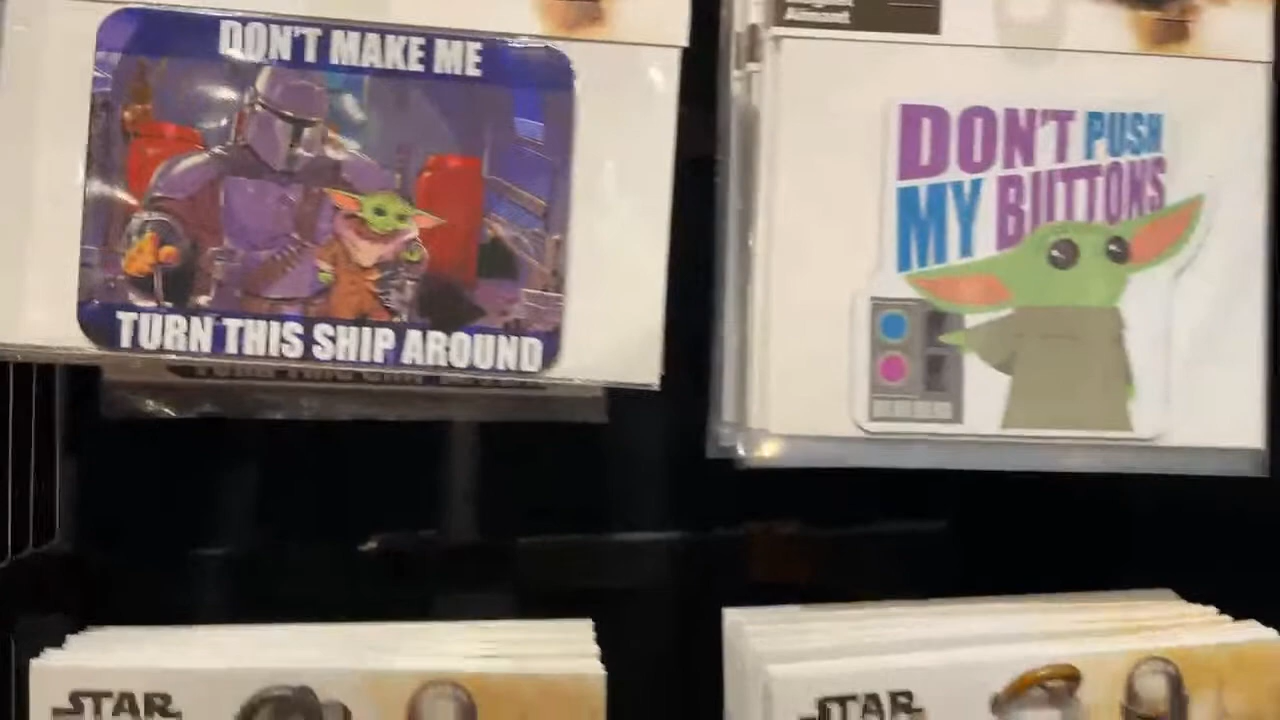 DON'T MAKE ME
TURN THIS SHIP AROUND
DON'T PUSH
MY BUTTONS
STAR
STAR